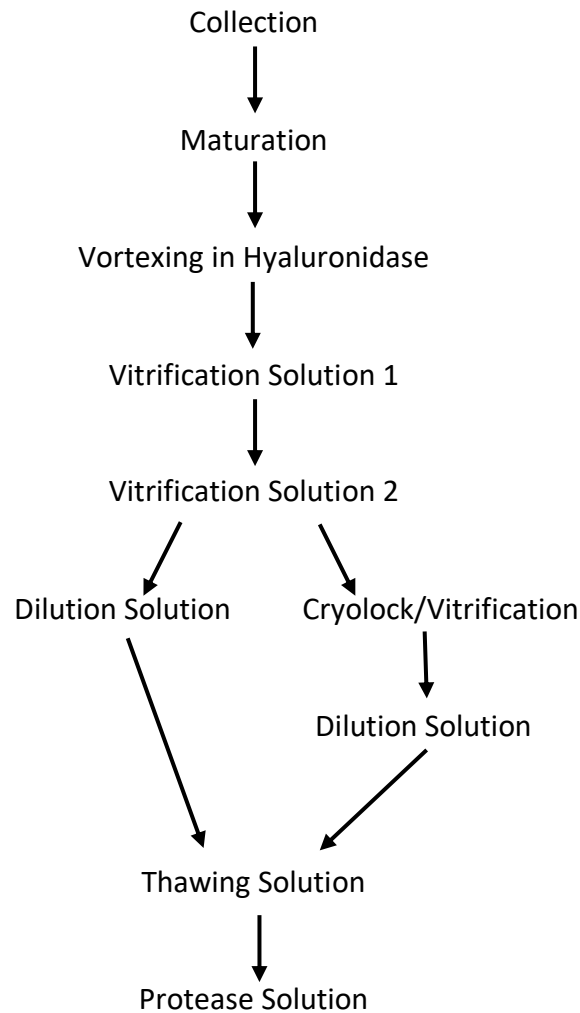 Collection
Maturation
Vortexing in Hyaluronidase
Vitrification Solution 1
Vitrification Solution 2
Dilution Solution
Cryolock/Vitrification
Dilution Solution
Thawing Solution
Protease Solution